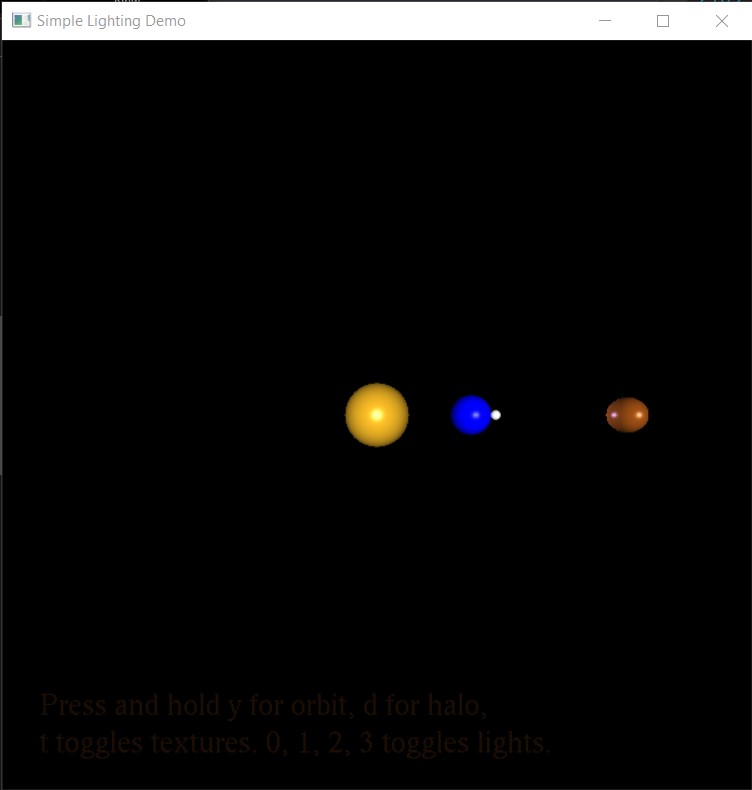 Simple Lighting Demo
Press and hold y for orbit, d for halo,
t toggles textures. 0, 1, 2, 3 toggles lights.